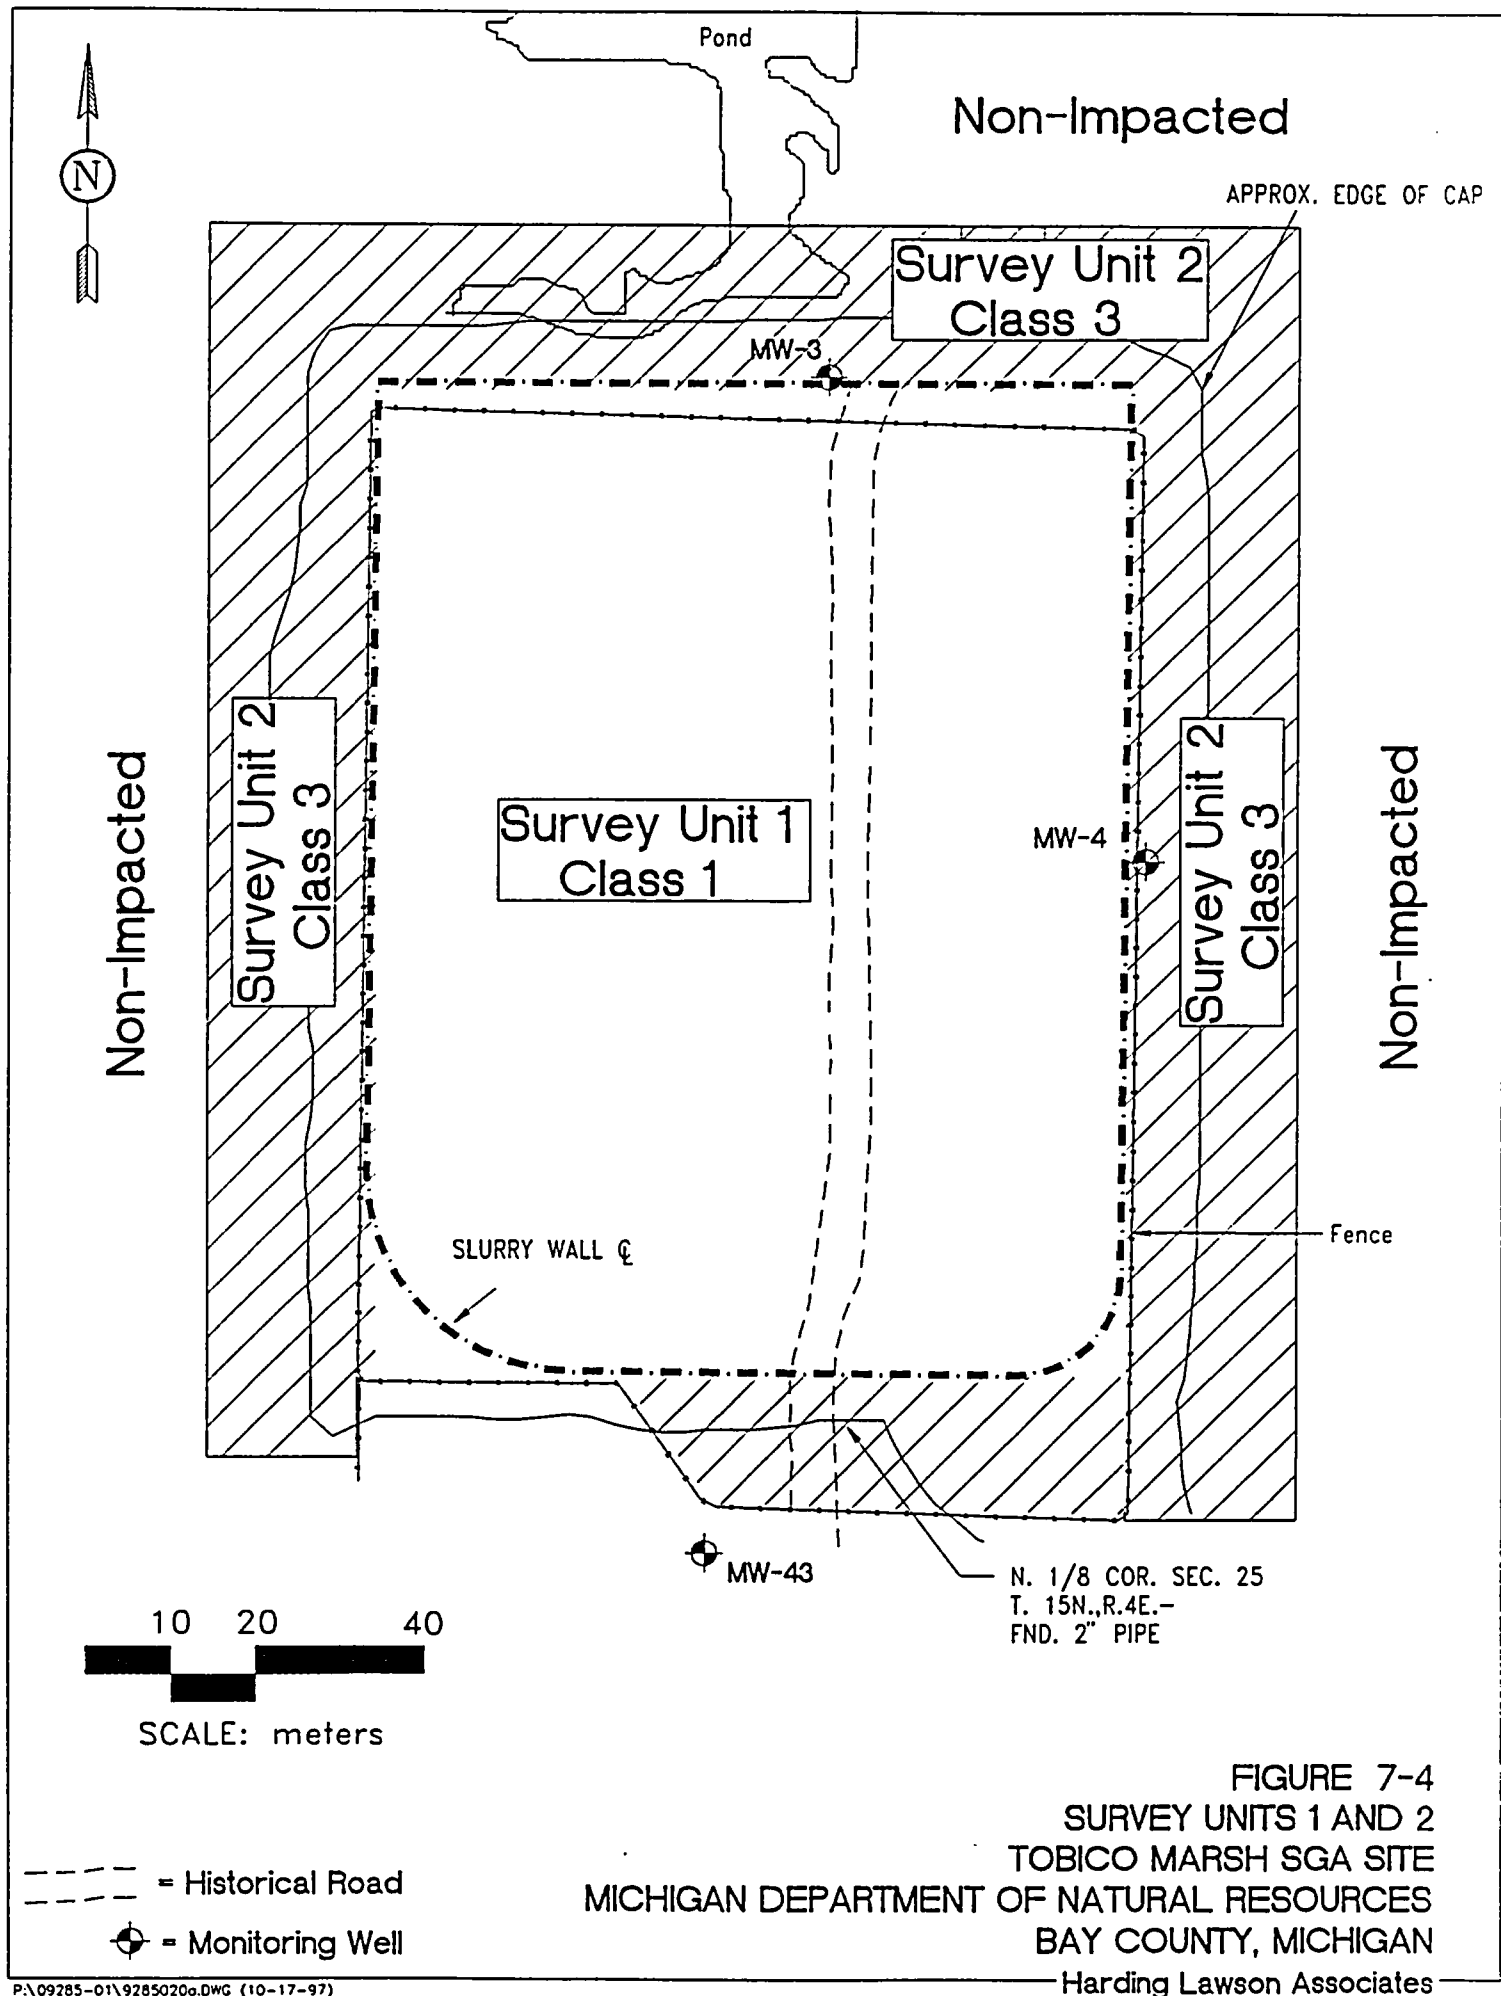 Pond
Non-Impacted
N
APPROX. EDGE OF CAP
Survey Unit 2
Class 3
MW-3
Survey Unit 2
Class 3
Non-Impacted
Survey Unit 1
Class 1
MW-4
Survey Unit 2
Class 3
Non-Impacted
SLURRY WALL ℄
Fence
MW-43
N. 1/8 COR. SEC. 25
T. 15N.,R.4E.-
FND. 2" PIPE
10 20 40
SCALE: meters
FIGURE 7-4
SURVEY UNITS 1 AND 2
TOBICO MARSH SGA SITE
MICHIGAN DEPARTMENT OF NATURAL RESOURCES
BAY COUNTY, MICHIGAN
Harding Lawson Associates
= Historical Road
= Monitoring Well
P:\09285-01\9285020a.DWG (10-17-97)